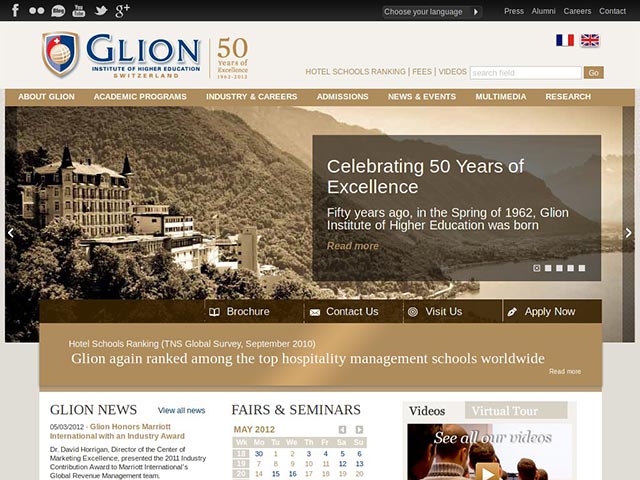 Choose your language
Press Alumni Careers Contact
GLION
INSTITUTE OF HIGHER EDUCATION
SWITZERLAND
50
Years of
Excellence
1962-2012
HOTEL SCHOOLS RANKING | FEES | VIDEOS
search field
Go
ABOUT GLION ACADEMIC PROGRAMS INDUSTRY & CAREERS ADMISSIONS NEWS & EVENTS MULTIMEDIA RESEARCH
Celebrating 50 Years of
Excellence
Fifty years ago, in the Spring of 1962, Glion
Institute of Higher Education was born
Read more
Brochure Contact Us Visit Us Apply Now
Hotel Schools Ranking (TNS Global Survey, September 2010)
Glion again ranked among the top hospitality management schools worldwide
Read more
GLION NEWS View all news
05/03/2012 - Glion Honors Marriott
International with an Industry Award
Dr. David Horrigan, Director of the Center of
Marketing Excellence, presented the 2011 Industry
Contribution Award to Marriott International's
Global Revenue Management team.
FAIRS & SEMINARS
MAY 2012
Wk Mo Tu We Th Fr Sa Su
18 30 1 2 3 4 5 6
19 7 8 9 10 11 12 13
20 14 15 16 17 18 19 20
Videos Virtual Tour
See all our videos